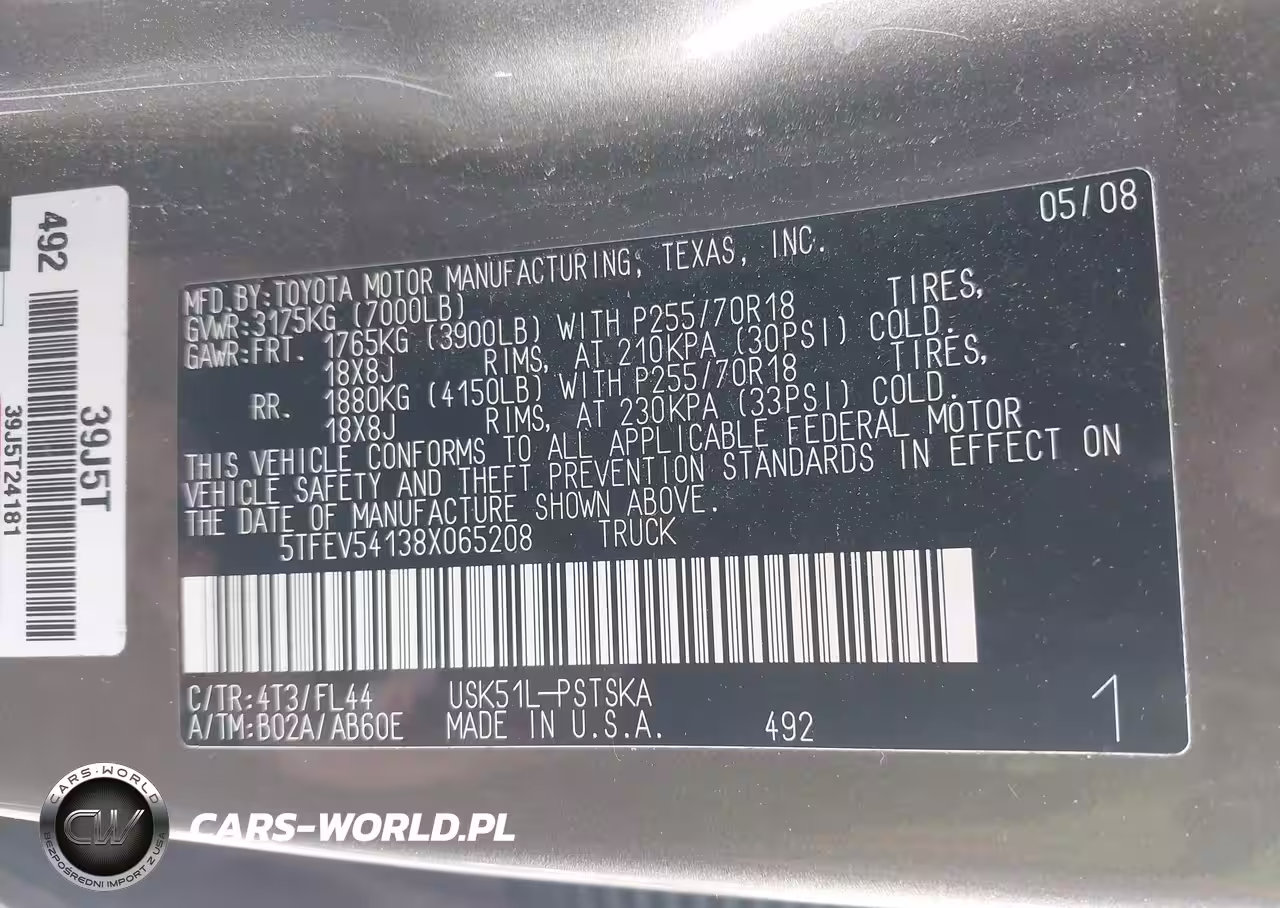 492
39J5T
39J5T24181
05/08
MFD.BY:TOYOTA MOTOR MANUFACTURING, TEXAS, INC.
GVWR:3175KG (7000LB)
GAWR:FRT. 1765KG (3900LB) WITH P255/70R18 TIRES,
18X8J RIMS, AT 210KPA (30PSI) COLD.
RR. 1880KG (4150LB) WITH P255/70R18 TIRES,
18X8J RIMS, AT 230KPA (33PSI) COLD.
THIS VEHICLE CONFORMS TO ALL APPLICABLE FEDERAL MOTOR
VEHICLE SAFETY AND THEFT PREVENTION STANDARDS IN EFFECT ON
THE DATE OF MANUFACTURE SHOWN ABOVE.
5TFEV54138X065208 TRUCK
C/TR:4T3/FL44 USK51L-PSTSKA
A/TM:B02A/AB60E MADE IN U.S.A. 492
1
CARS-WORLD
CW
BEZPOŚREDNI IMPORT Z USA
CARS-WORLD.PL